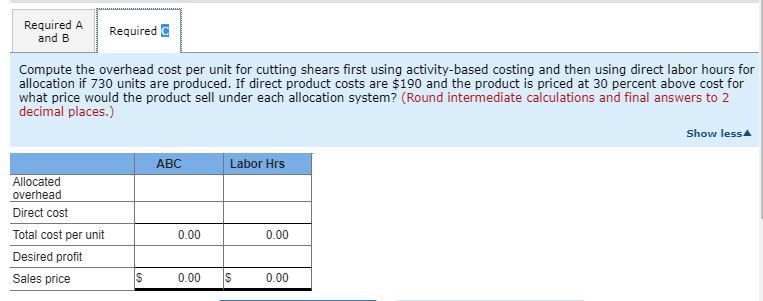 Required A
and B
Required C
Compute the overhead cost per unit for cutting shears first using activity-based costing and then using direct labor hours for
allocation if 730 units are produced. If direct product costs are $190 and the product is priced at 30 percent above cost for
what price would the product sell under each allocation system? (Round intermediate calculations and final answers to 2
decimal places.)
Show less▲
ABC Labor Hrs
Allocated
overhead
Direct cost
Total cost per unit 0.00 0.00
Desired profit
Sales price $ 0.00 $ 0.00